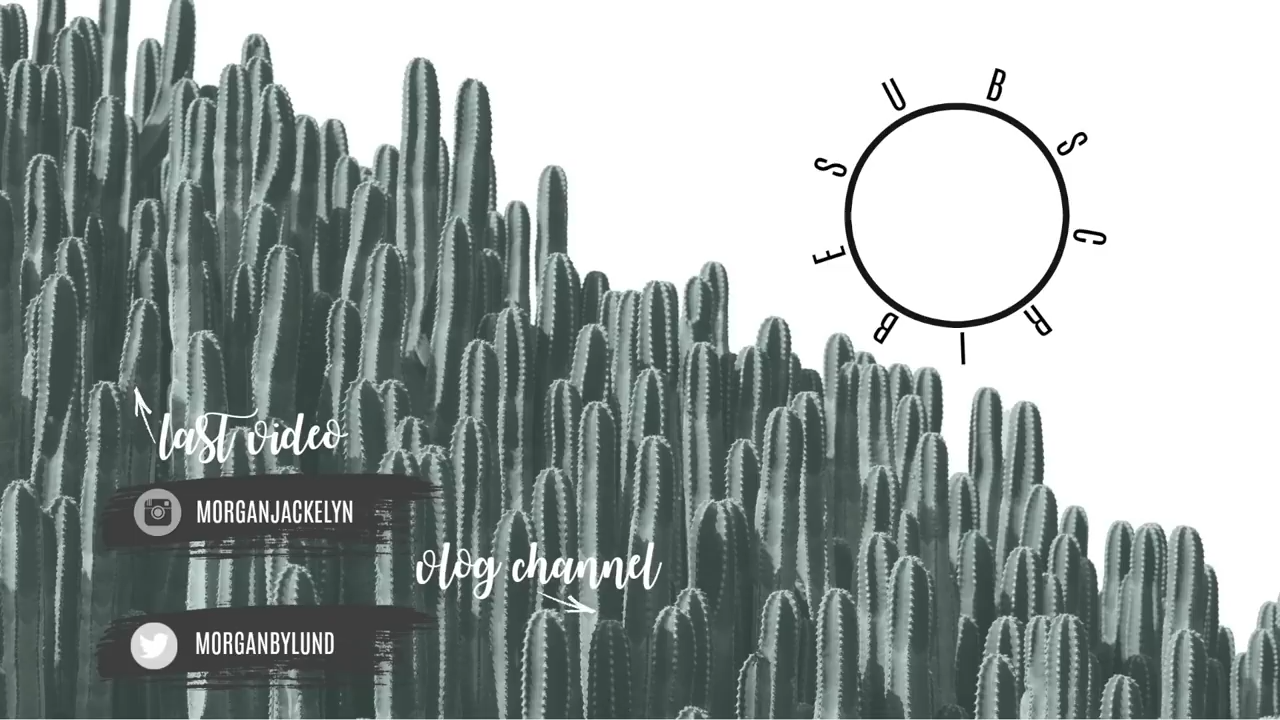 SUBSCRIBE
last video
MORGANJACKELYN
vlog channel
MORGANBYLUND